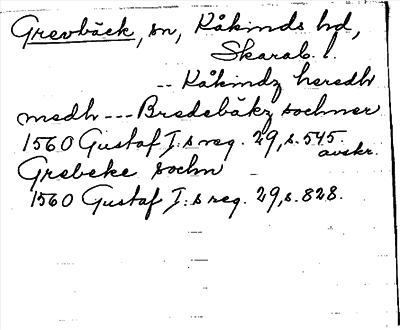 Grevbäck, sn, Kåkinds hd,
Skarab. l.
-- Kåkindz heredh
medh --- Bredebäkz sochner
1560 Gustaf I:s reg. 29, s. 545.
avskr.
Grebeke sochn
1560 Gustaf I:s reg. 29, s. 828.